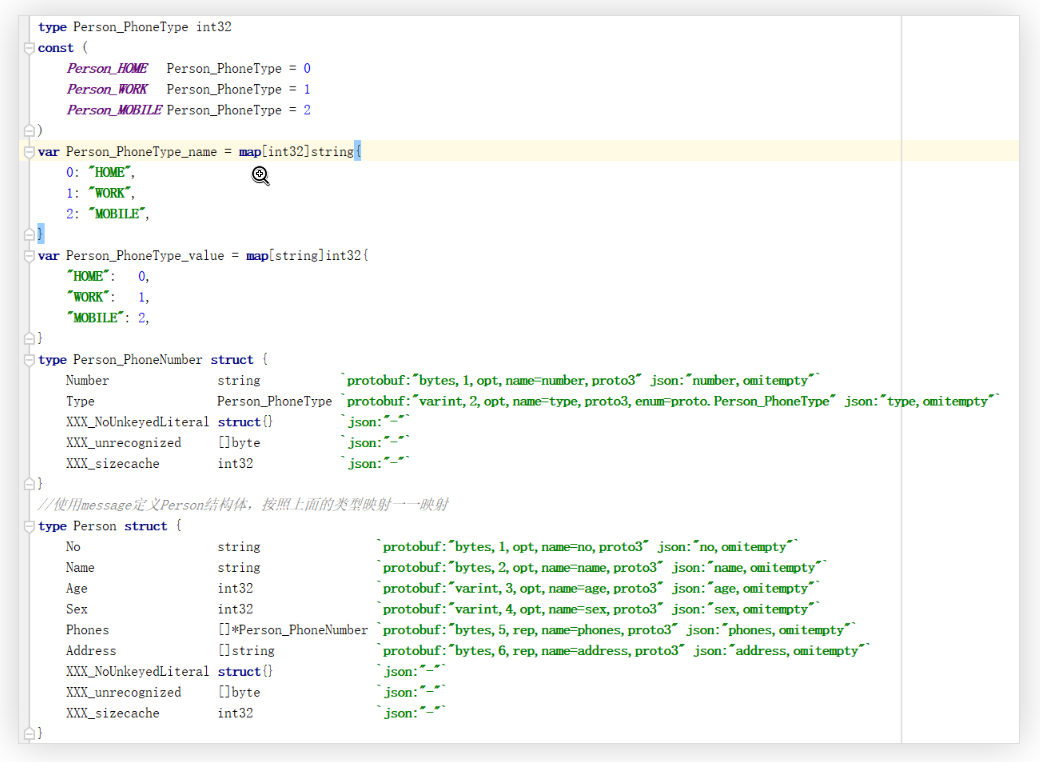 type Person_PhoneType int32
const (
    Person_HOME   Person_PhoneType = 0
    Person_WORK   Person_PhoneType = 1
    Person_MOBILE Person_PhoneType = 2
)
var Person_PhoneType_name = map[int32]string{
    0: "HOME",
    1: "WORK",
    2: "MOBILE",
}
var Person_PhoneType_value = map[string]int32{
    "HOME":   0,
    "WORK":   1,
    "MOBILE": 2,
}
type Person_PhoneNumber struct {
    Number               string           `protobuf:"bytes,1,opt,name=number,proto3" json:"number,omitempty"`
    Type                 Person_PhoneType `protobuf:"varint,2,opt,name=type,proto3,enum=proto.Person_PhoneType" json:"type,omitempty"`
    XXX_NoUnkeyedLiteral struct{}         `json:"-"`
    XXX_unrecognized     []byte           `json:"-"`
    XXX_sizecache        int32            `json:"-"`
}
//使用message定义Person结构体，按照上面的类型映射一一映射
type Person struct {
    No                   string                `protobuf:"bytes,1,opt,name=no,proto3" json:"no,omitempty"`
    Name                 string                `protobuf:"bytes,2,opt,name=name,proto3" json:"name,omitempty"`
    Age                  int32                 `protobuf:"varint,3,opt,name=age,proto3" json:"age,omitempty"`
    Sex                  int32                 `protobuf:"varint,4,opt,name=sex,proto3" json:"sex,omitempty"`
    Phones               []*Person_PhoneNumber `protobuf:"bytes,5,rep,name=phones,proto3" json:"phones,omitempty"`
    Address              []string              `protobuf:"bytes,6,rep,name=address,proto3" json:"address,omitempty"`
    XXX_NoUnkeyedLiteral struct{}              `json:"-"`
    XXX_unrecognized     []byte                `json:"-"`
    XXX_sizecache        int32                 `json:"-"`
}